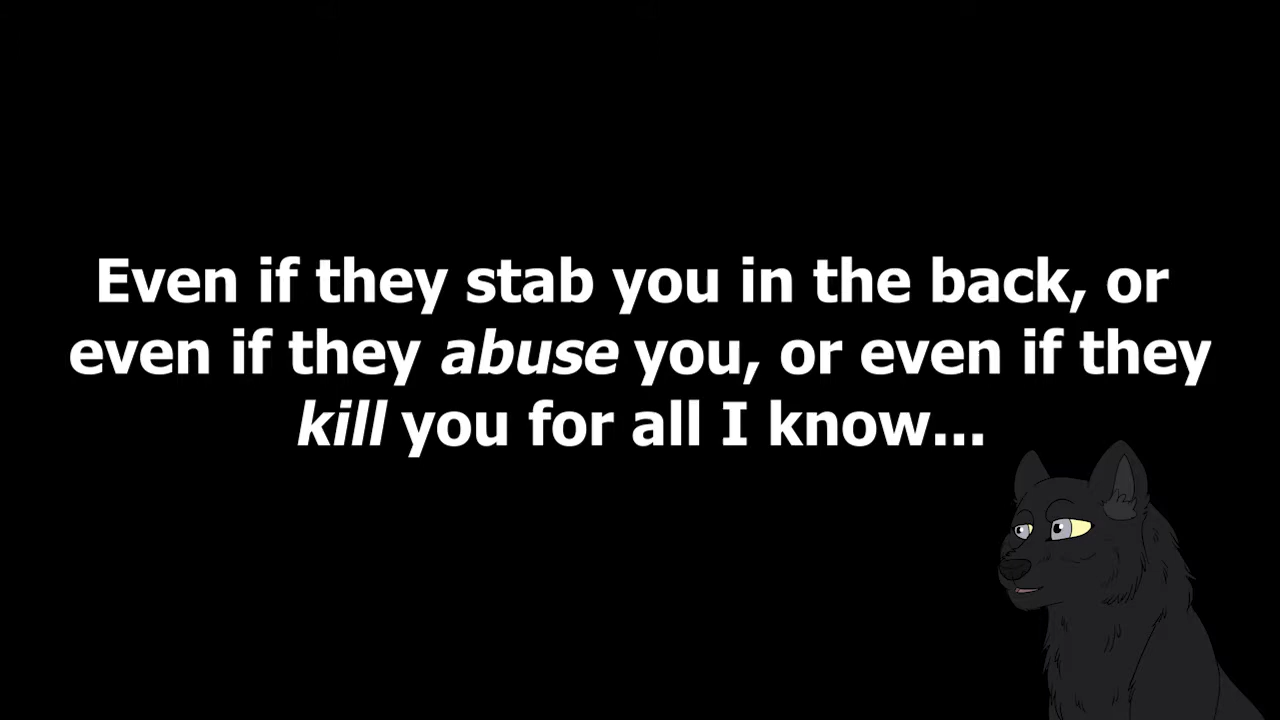 Even if they stab you in the back, or
even if they abuse you, or even if they
kill you for all I know...